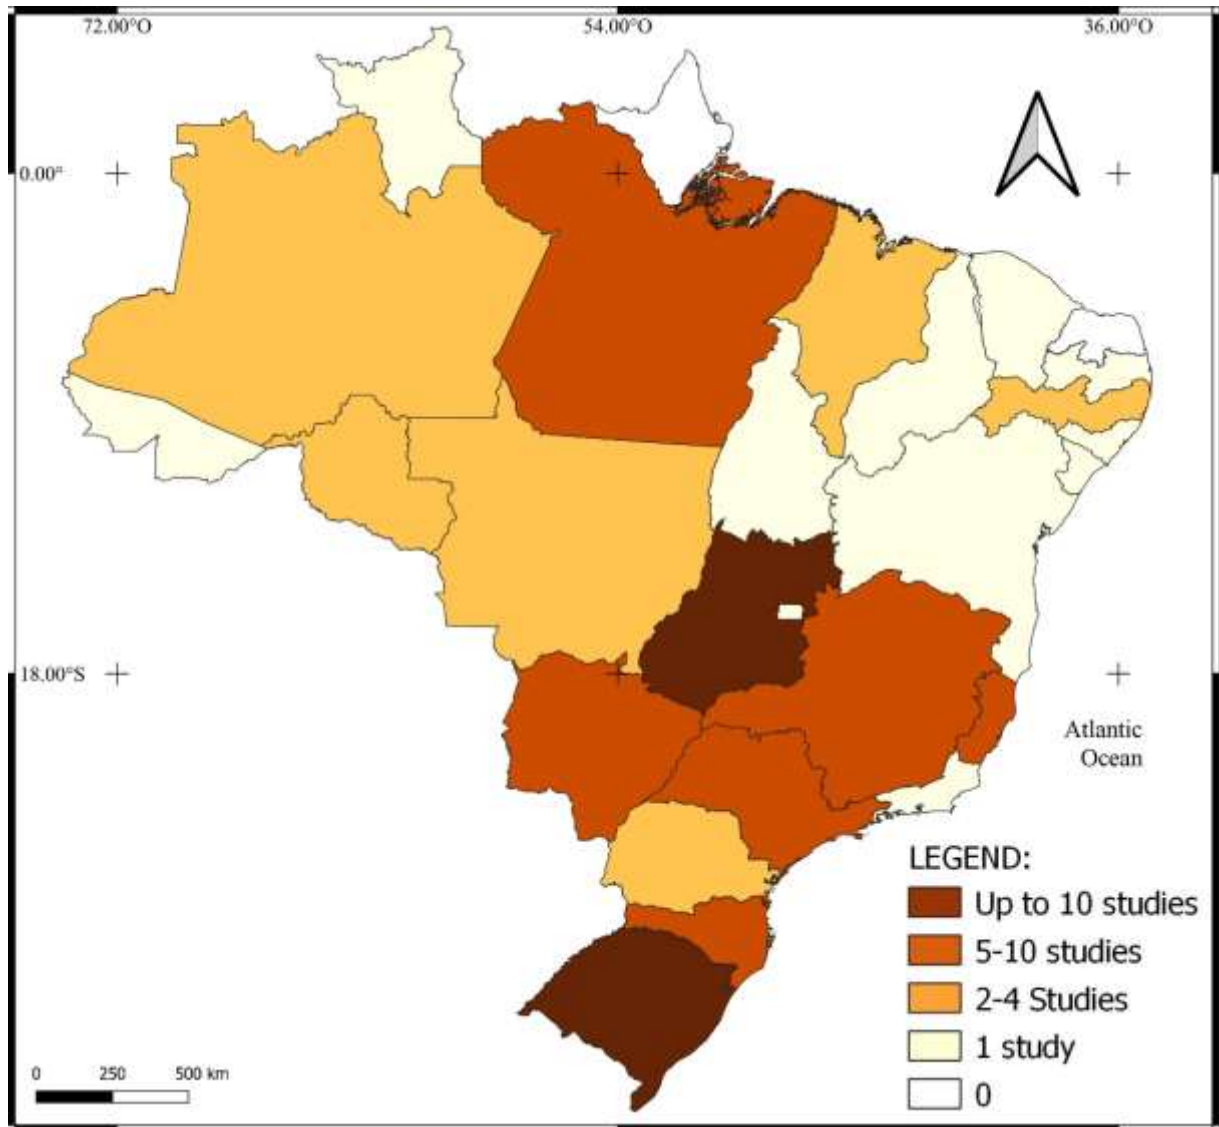 72.00°O 54.00°O 36.00°O
0.00°
18.00°S
Atlantic
Ocean
LEGEND:
Up to 10 studies
5-10 studies
2-4 Studies
1 study
0
0 250 500 km